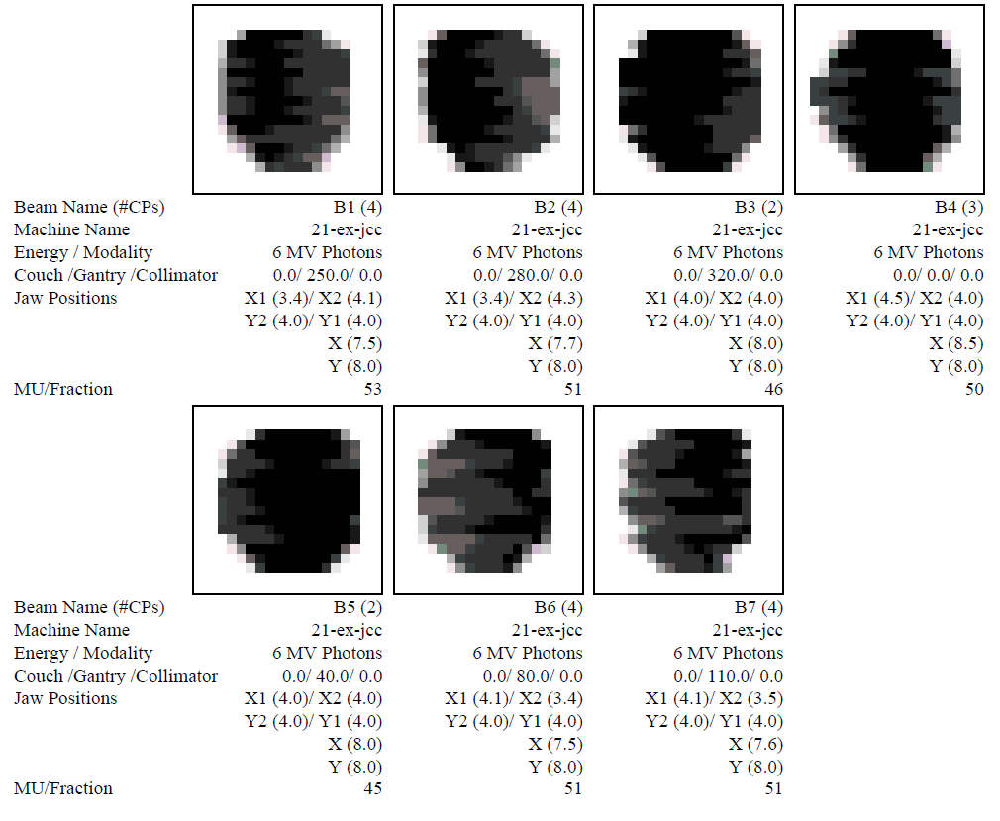 Beam Name (#CPs) B1 (4) B2 (4) B3 (2) B4 (3)
Machine Name 21-ex-jcc 21-ex-jcc 21-ex-jcc 21-ex-jcc
Energy / Modality 6 MV Photons 6 MV Photons 6 MV Photons 6 MV Photons
Couch /Gantry /Collimator 0.0/ 250.0/ 0.0 0.0/ 280.0/ 0.0 0.0/ 320.0/ 0.0 0.0/ 0.0/ 0.0
Jaw Positions X1 (3.4)/ X2 (4.1) X1 (3.4)/ X2 (4.3) X1 (4.0)/ X2 (4.0) X1 (4.5)/ X2 (4.0)
Y2 (4.0)/ Y1 (4.0) Y2 (4.0)/ Y1 (4.0) Y2 (4.0)/ Y1 (4.0) Y2 (4.0)/ Y1 (4.0)
X (7.5) X (7.7) X (8.0) X (8.5)
Y (8.0) Y (8.0) Y (8.0) Y (8.0)
MU/Fraction 53 51 46 50
Beam Name (#CPs) B5 (2) B6 (4) B7 (4)
Machine Name 21-ex-jcc 21-ex-jcc 21-ex-jcc
Energy / Modality 6 MV Photons 6 MV Photons 6 MV Photons
Couch /Gantry /Collimator 0.0/ 40.0/ 0.0 0.0/ 80.0/ 0.0 0.0/ 110.0/ 0.0
Jaw Positions X1 (4.0)/ X2 (4.0) X1 (4.1)/ X2 (3.4) X1 (4.1)/ X2 (3.5)
Y2 (4.0)/ Y1 (4.0) Y2 (4.0)/ Y1 (4.0) Y2 (4.0)/ Y1 (4.0)
X (8.0) X (7.5) X (7.6)
Y (8.0) Y (8.0) Y (8.0)
MU/Fraction 45 51 51